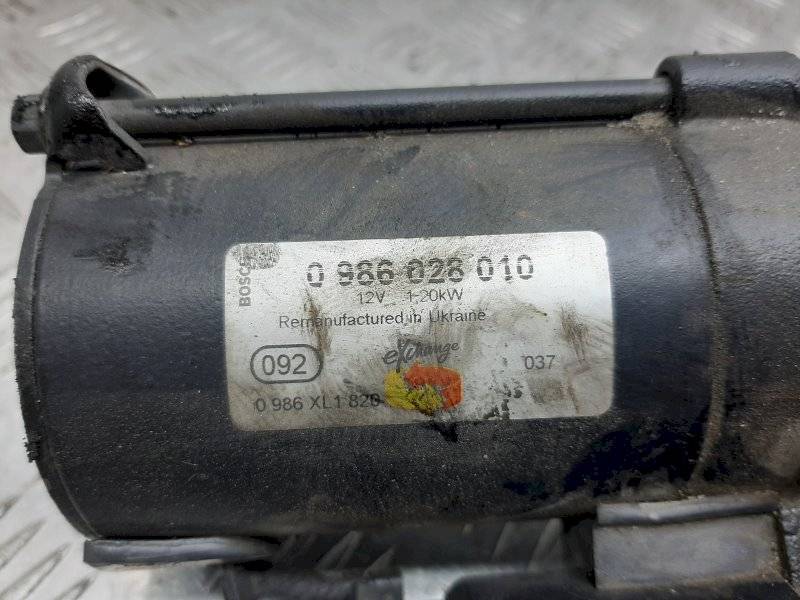 BOSCH
0 986 028 010
12V 1,20kW
Remanufactured in Ukraine
eXchange
092
037
0 986 XL1 820